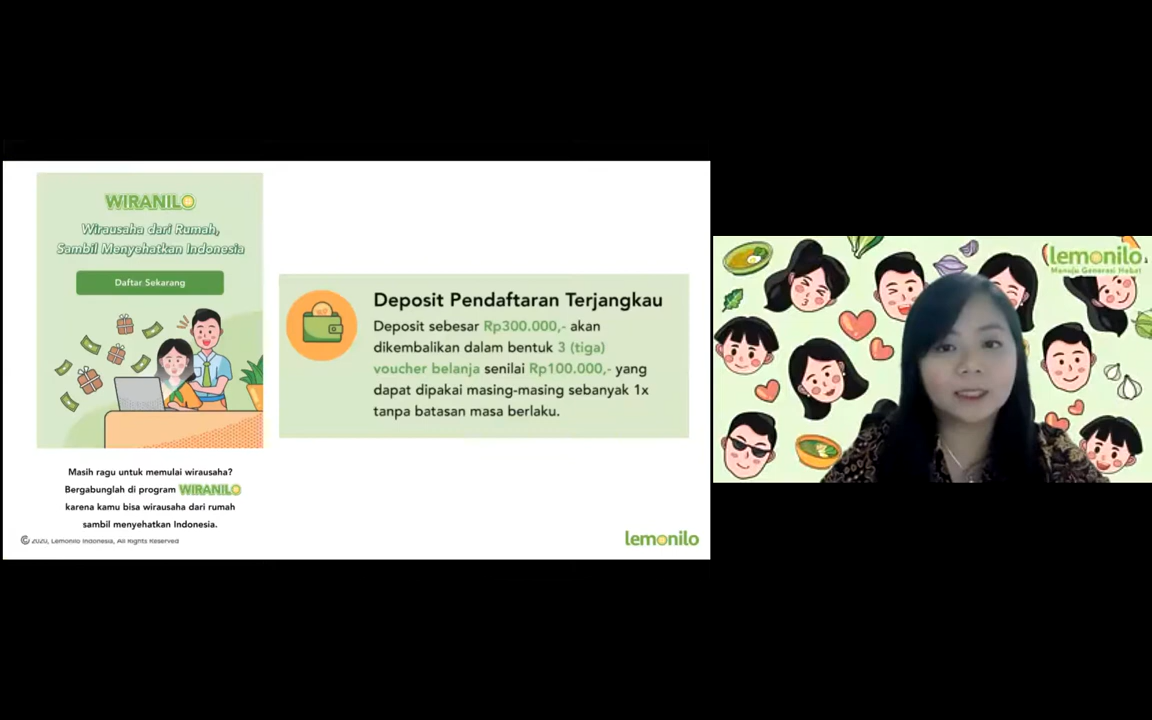 WIRANILO
Wirausaha dari Rumah,
Sambil Menyehatkan Indonesia
Daftar Sekarang
Masih ragu untuk memulai wirausaha?
Bergabunglah di program WIRANILO
karena kamu bisa wirausaha dari rumah
sambil menyehatkan Indonesia.
© 2020, Lemonilo Indonesia, All Rights Reserved
Deposit Pendaftaran Terjangkau
Deposit sebesar Rp300.000,- akan
dikembalikan dalam bentuk 3 (tiga)
voucher belanja senilai Rp100.000,- yang
dapat dipakai masing-masing sebanyak 1x
tanpa batasan masa berlaku.
lemonilo
lemonilo
Menuju Generasi Hebat